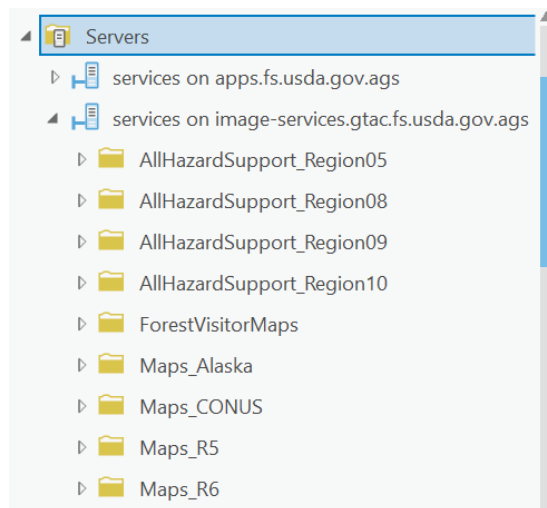 Servers
services on apps.fs.usda.gov.ags
services on image-services.gtac.fs.usda.gov.ags
AllHazardSupport_Region05
AllHazardSupport_Region08
AllHazardSupport_Region09
AllHazardSupport_Region10
ForestVisitorMaps
Maps_Alaska
Maps_CONUS
Maps_R5
Maps_R6